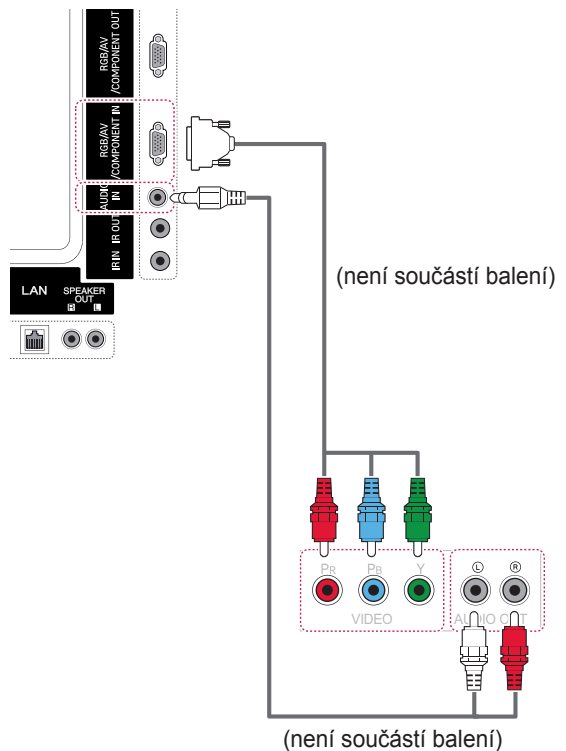 RGB/AV
/COMPONENT OUT
RGB/AV
/COMPONENT IN
AUDIO
IN
IR OUT
IR IN
LAN
SPEAKER
OUT
R L
(není součástí balení)
PR PB Y
VIDEO
L R
AUDIO OUT
(není součástí balení)